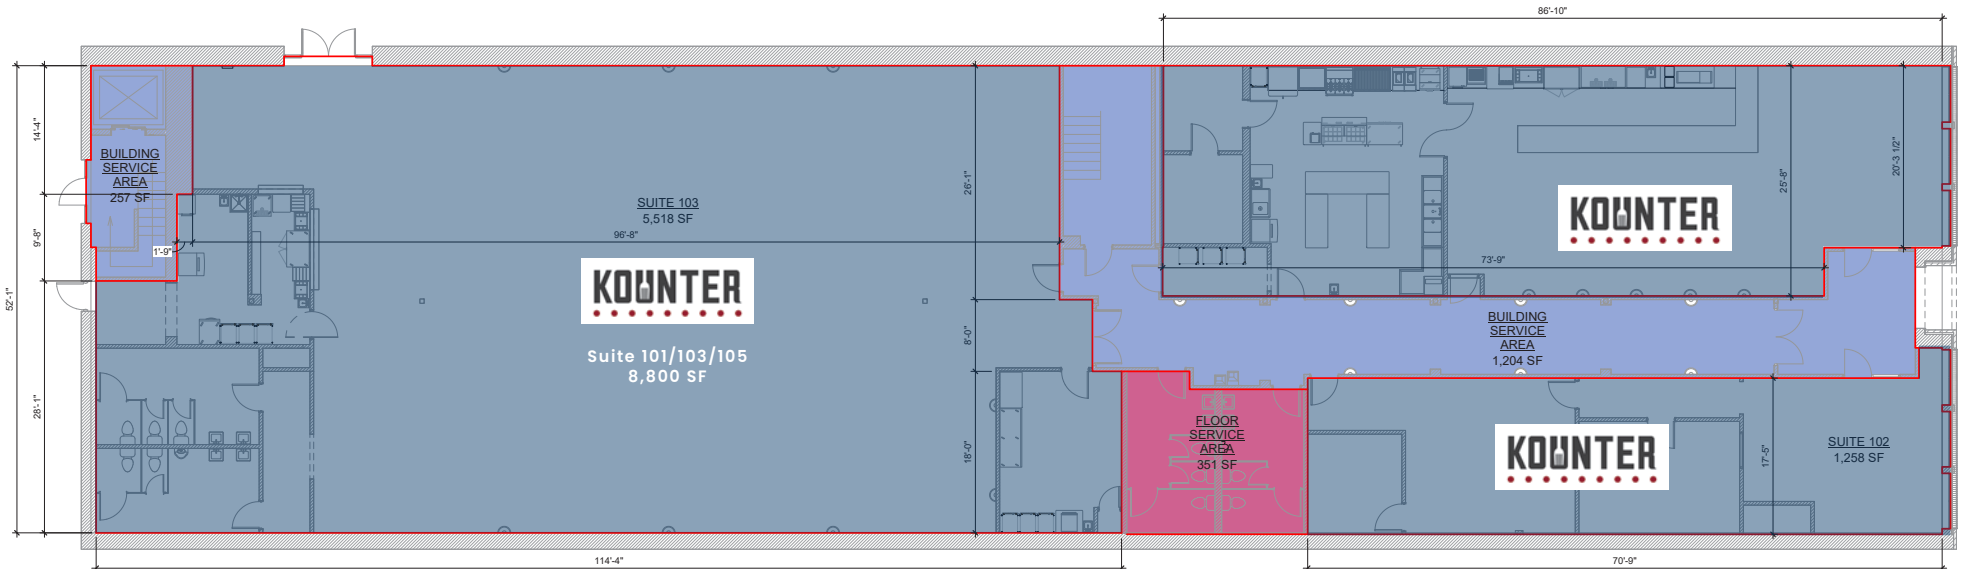 86'-10"
52'-1"
14'-4"
9'-8"
28'-1"
BUILDING
SERVICE
AREA
257 SF
1'-9"
SUITE 103
5,518 SF
96'-8"
KOUNTER
Suite 101/103/105
8,800 SF
26'-1"
8'-0"
18'-0"
KOUNTER
25'-8"
20'-3 1/2"
73'-9"
BUILDING
SERVICE
AREA
1,204 SF
FLOOR
SERVICE
AREA
351 SF
KOUNTER
17'-5"
SUITE 102
1,258 SF
114'-4"
70'-9"